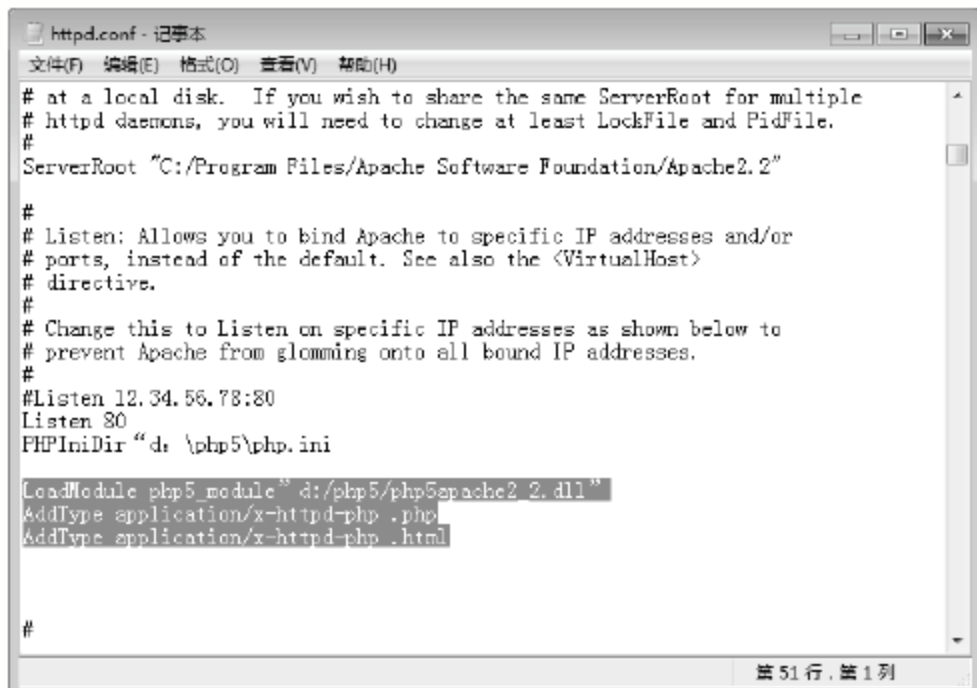 httpd.conf - 记事本
文件(F) 编辑(E) 格式(O) 查看(V) 帮助(H)
# at a local disk.  If you wish to share the same ServerRoot for multiple
# httpd daemons, you will need to change at least LockFile and PidFile.
#
ServerRoot "C:/Program Files/Apache Software Foundation/Apache2.2"
#
# Listen: Allows you to bind Apache to specific IP addresses and/or
# ports, instead of the default. See also the <VirtualHost>
# directive.
#
# Change this to Listen on specific IP addresses as shown below to
# prevent Apache from glomming onto all bound IP addresses.
#
#Listen 12.34.56.78:80
Listen 80
PHPIniDir“d：\php5\php.ini
LoadModule php5_module” d:/php5/php5apache2_2.dll”
AddType application/x-httpd-php .php
AddType application/x-httpd-php .html
#
第 51 行，第 1 列